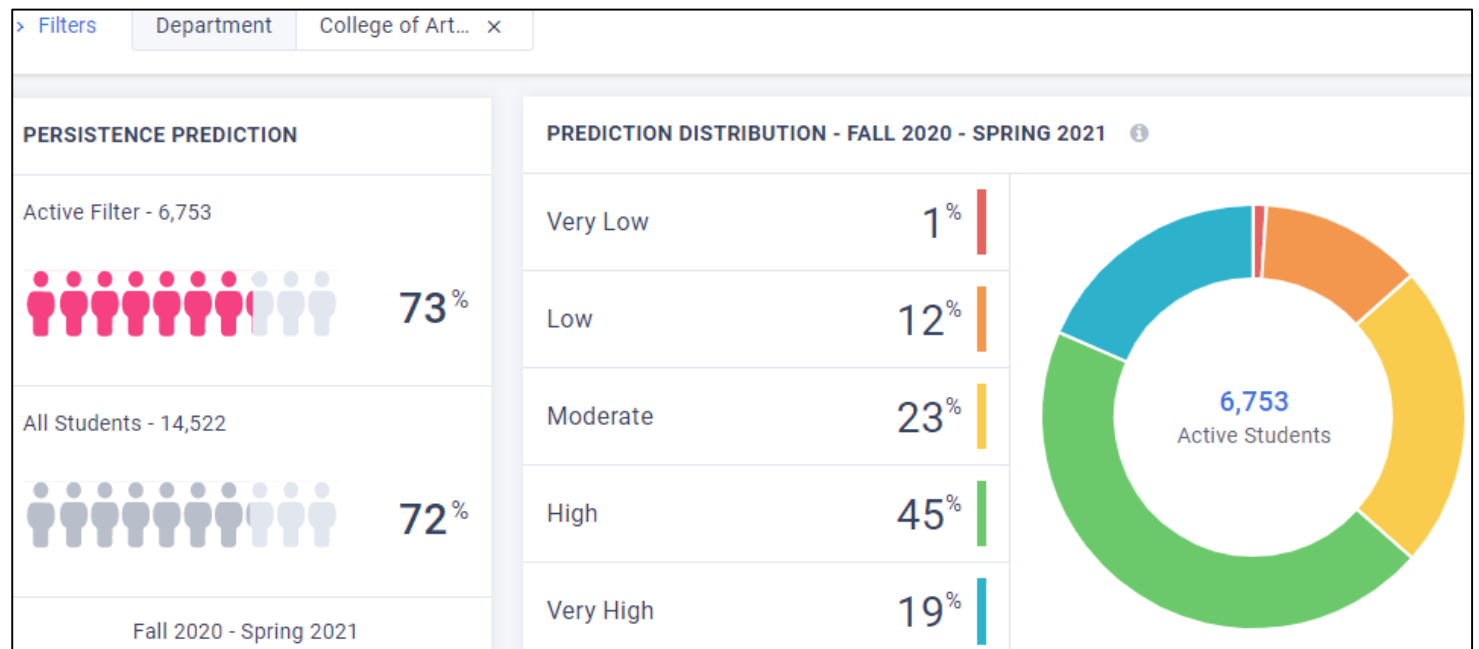 > Filters Department College of Art... ×
PERSISTENCE PREDICTION
Active Filter - 6,753
73%
All Students - 14,522
72%
Fall 2020 - Spring 2021
PREDICTION DISTRIBUTION - FALL 2020 - SPRING 2021 i
Very Low 1%
Low 12%
Moderate 23%
High 45%
Very High 19%
6,753
Active Students